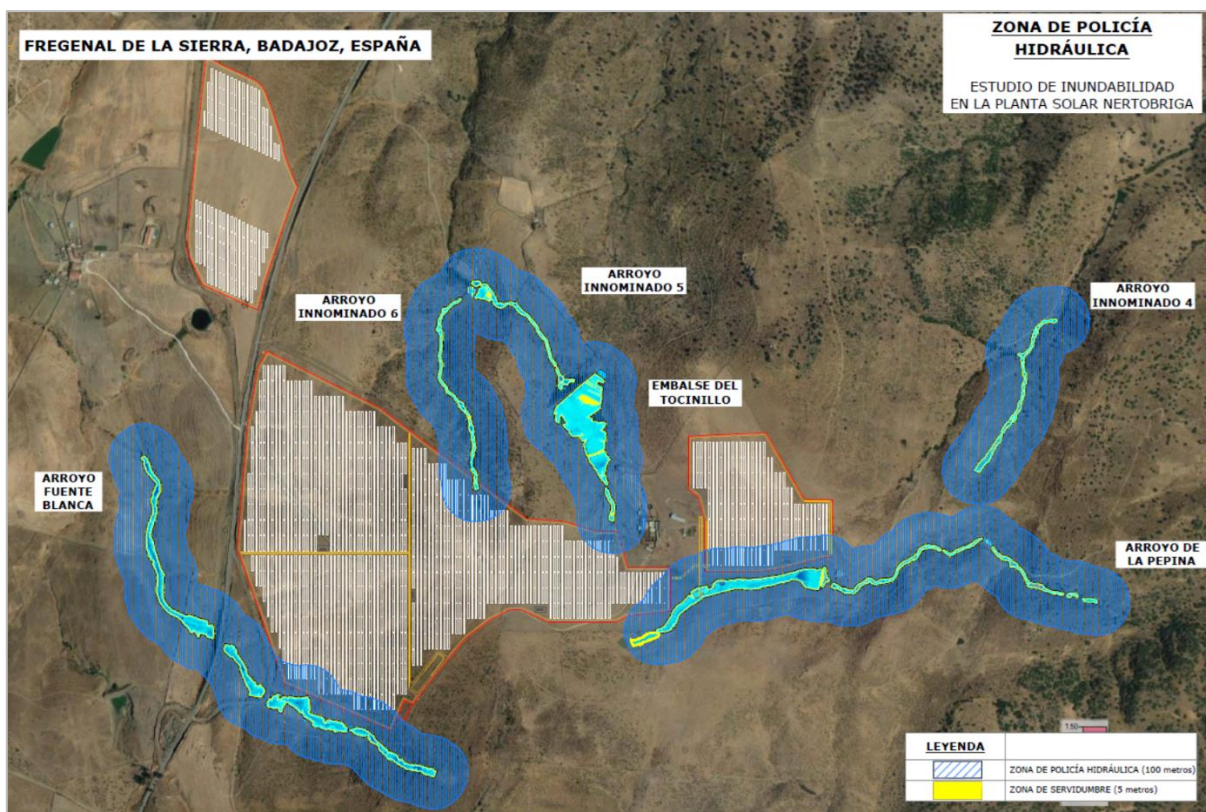 FREGENAL DE LA SIERRA, BADAJOZ, ESPAÑA
ZONA DE POLICÍA
HIDRÁULICA
ESTUDIO DE INUNDABILIDAD
EN LA PLANTA SOLAR NERTOBRIGA
ARROYO
INNOMINADO 6
ARROYO
INNOMINADO 5
ARROYO
INNOMINADO 4
EMBALSE DEL
TOCINILLO
ARROYO
FUENTE
BLANCA
ARROYO DE
LA PEPINA
1.50
LEYENDA
ZONA DE POLICÍA HIDRÁULICA (100 metros)
ZONA DE SERVIDUMBRE (5 metros)